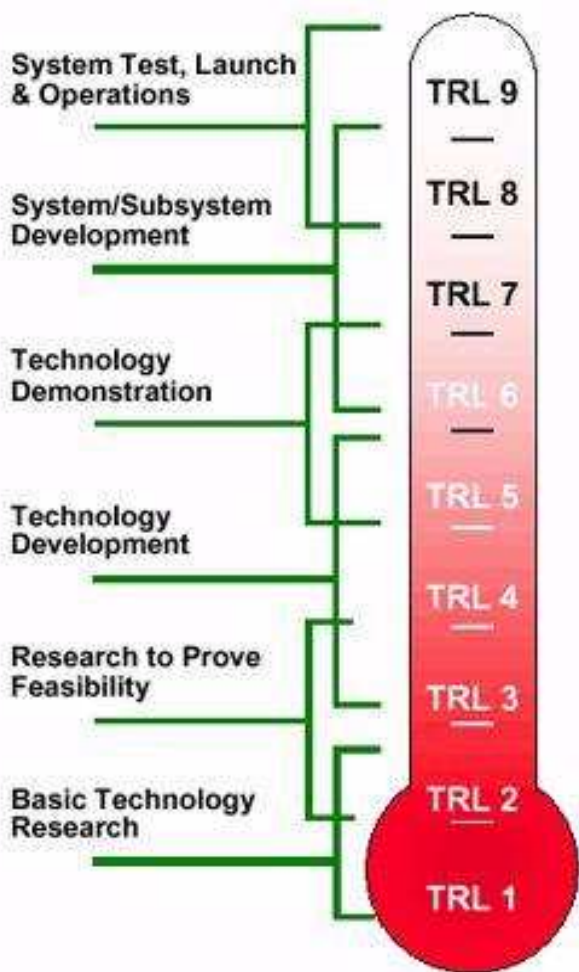 System Test, Launch
& Operations
System/Subsystem
Development
Technology
Demonstration
Technology
Development
Research to Prove
Feasibility
Basic Technology
Research
TRL 9
TRL 8
TRL 7
TRL 6
TRL 5
TRL 4
TRL 3
TRL 2
TRL 1